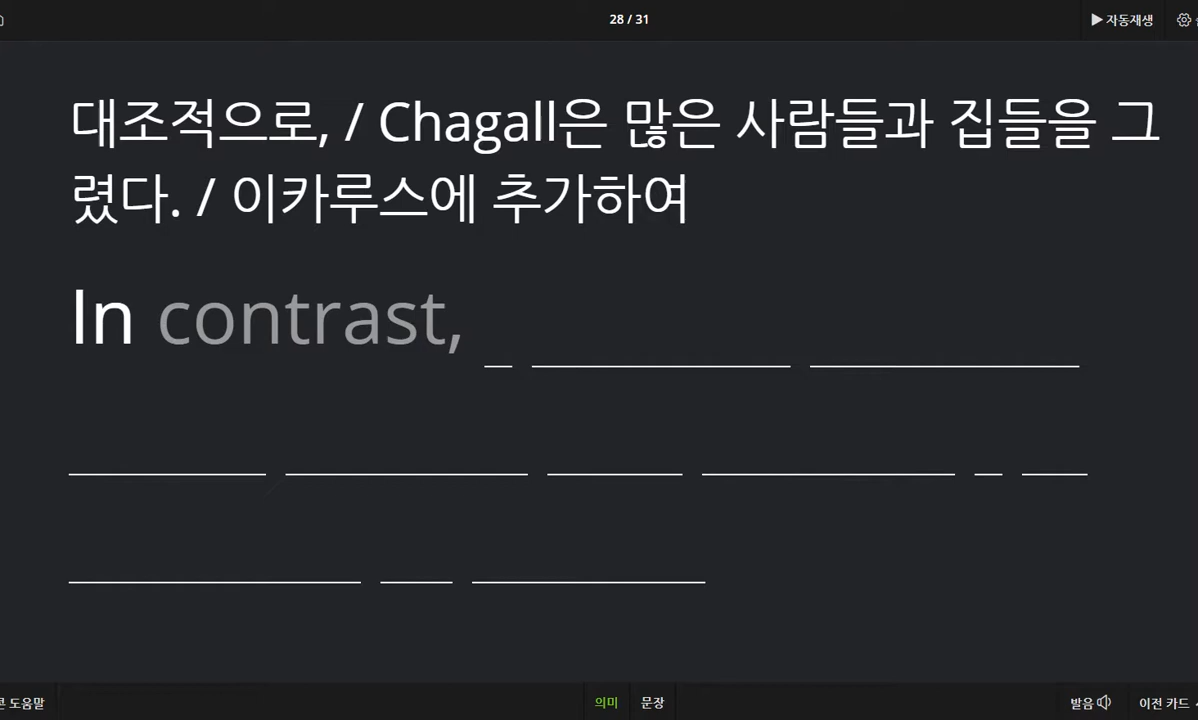 28 / 31
▶ 자동재생
대조적으로, / Chagall은 많은 사람들과 집들을 그
렸다. / 이카루스에 추가하여
In contrast,
도움말
의미
문장
발음
이전 카드